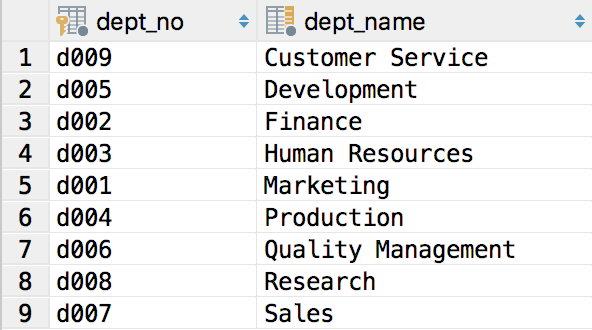 dept_no dept_name
1 d009 Customer Service
2 d005 Development
3 d002 Finance
4 d003 Human Resources
5 d001 Marketing
6 d004 Production
7 d006 Quality Management
8 d008 Research
9 d007 Sales